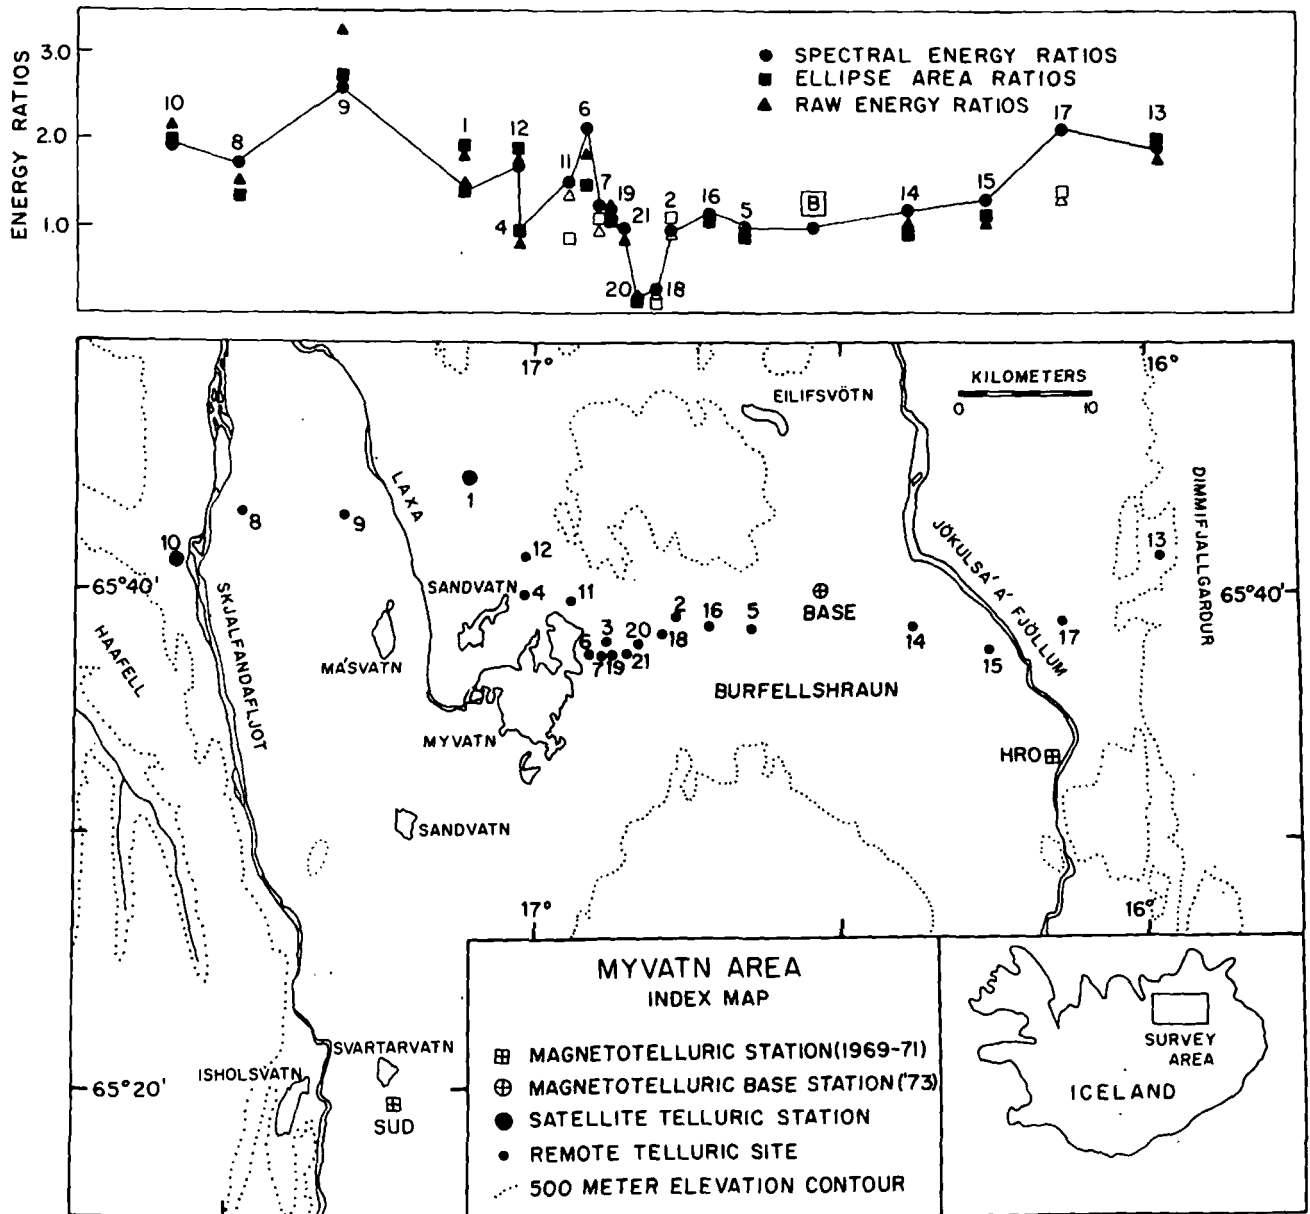 ENERGY RATIOS
3.0
2.0
1.0
● SPECTRAL ENERGY RATIOS
■ ELLIPSE AREA RATIOS
▲ RAW ENERGY RATIOS
10
8
9
1
12
4
11
6
7
19
21
20
18
2
16
5
B
14
15
17
13
17°
16°
KILOMETERS
0 10
EILIFSVÖTN
LAXA
1
8
9
10
12
4
11
SANDVATN
65°40'
65°40'
SKJALFANDAFLJOT
HAAFELL
MA'SVATN
3
6
7
19
20
21
18
2
16
5
BASE
14
15
17
13
JÖKULSA' A' FJÖLLUM
DIMMIFJALLGARDUR
BURFELLSHRAUN
MYVATN
HRO
SANDVATN
17°
16°
SVARTARVATN
ISHOLSVATN
65°20'
SUD
MYVATN AREA
INDEX MAP
⊞ MAGNETOTELLURIC STATION(1969-71)
⊕ MAGNETOTELLURIC BASE STATION('73)
● SATELLITE TELLURIC STATION
• REMOTE TELLURIC SITE
500 METER ELEVATION CONTOUR
SURVEY
AREA
ICELAND